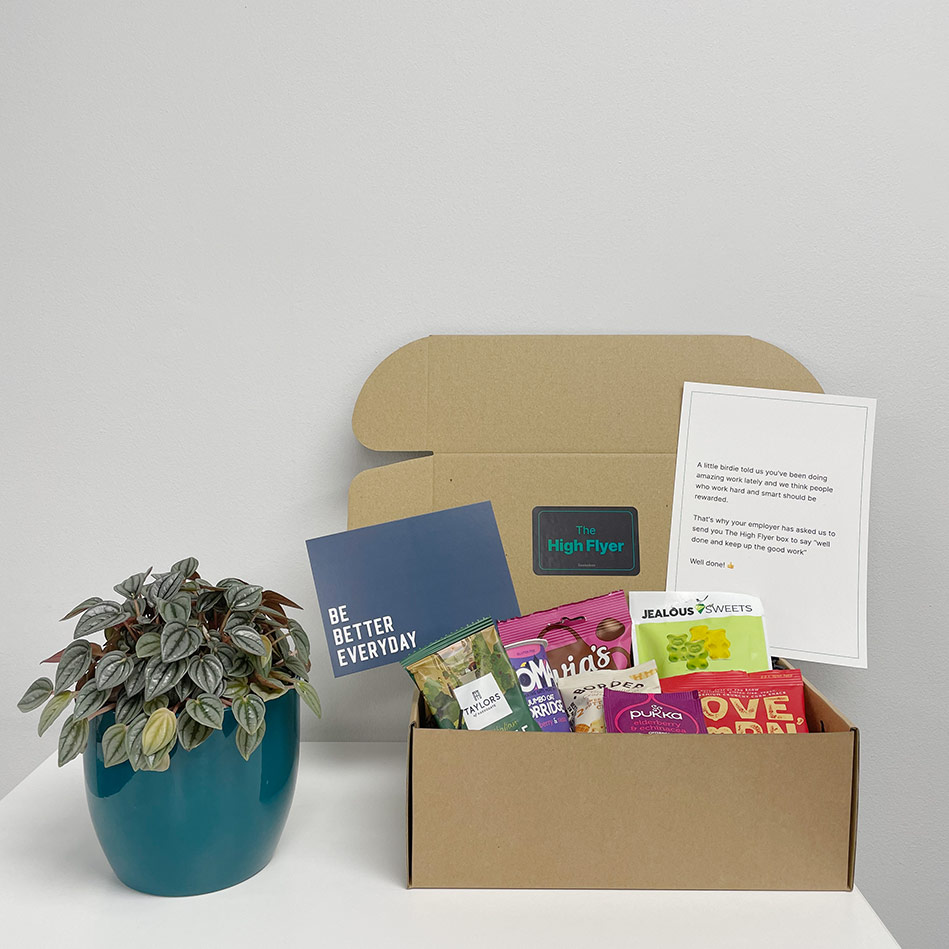 A little birdie told us you've been doing
amazing work lately and we think people
who work hard and smart should be
rewarded.
That's why your employer has asked us to
send you The High Flyer box to say "well
done and keep up the good work"
Well done! 👍
The
High Flyer
BE
BETTER
EVERYDAY
JEALOUS SWEETS
TAYLORS
pukka
elderberry
& echinacea